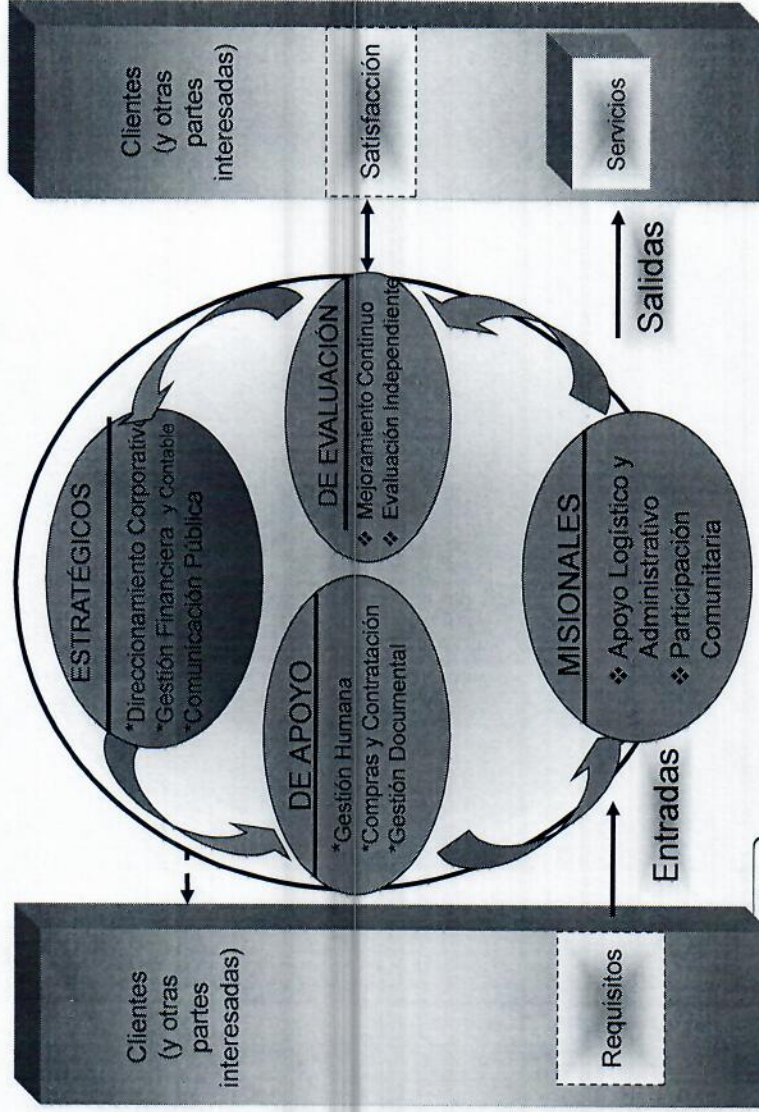 Clientes
(y otras
partes
interesadas)
Requisitos
Entradas
ESTRATÉGICOS
*Direccionamiento Corporativo
*Gestión Financiera y Contable
*Comunicación Pública
DE APOYO
*Gestión Humana
*Compras y Contratación
*Gestión Documental
DE EVALUACIÓN
❖ Mejoramiento Continuo
❖ Evaluación Independiente
MISIONALES
❖ Apoyo Logístico y
Administrativo
❖ Participación
Comunitaria
Salidas
Clientes
(y otras
partes
interesadas)
Satisfacción
Servicios